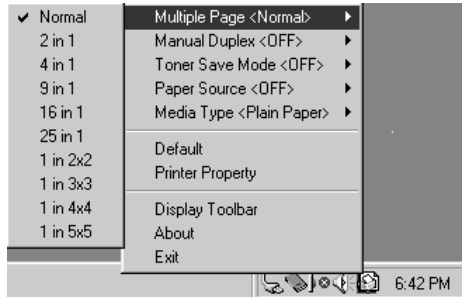 Normal
2 in 1
4 in 1
9 in 1
16 in 1
25 in 1
1 in 2x2
1 in 3x3
1 in 4x4
1 in 5x5
Multiple Page <Normal>
Manual Duplex <OFF>
Toner Save Mode <OFF>
Paper Source <OFF>
Media Type <Plain Paper>
Default
Printer Property
Display Toolbar
About
Exit
6:42 PM